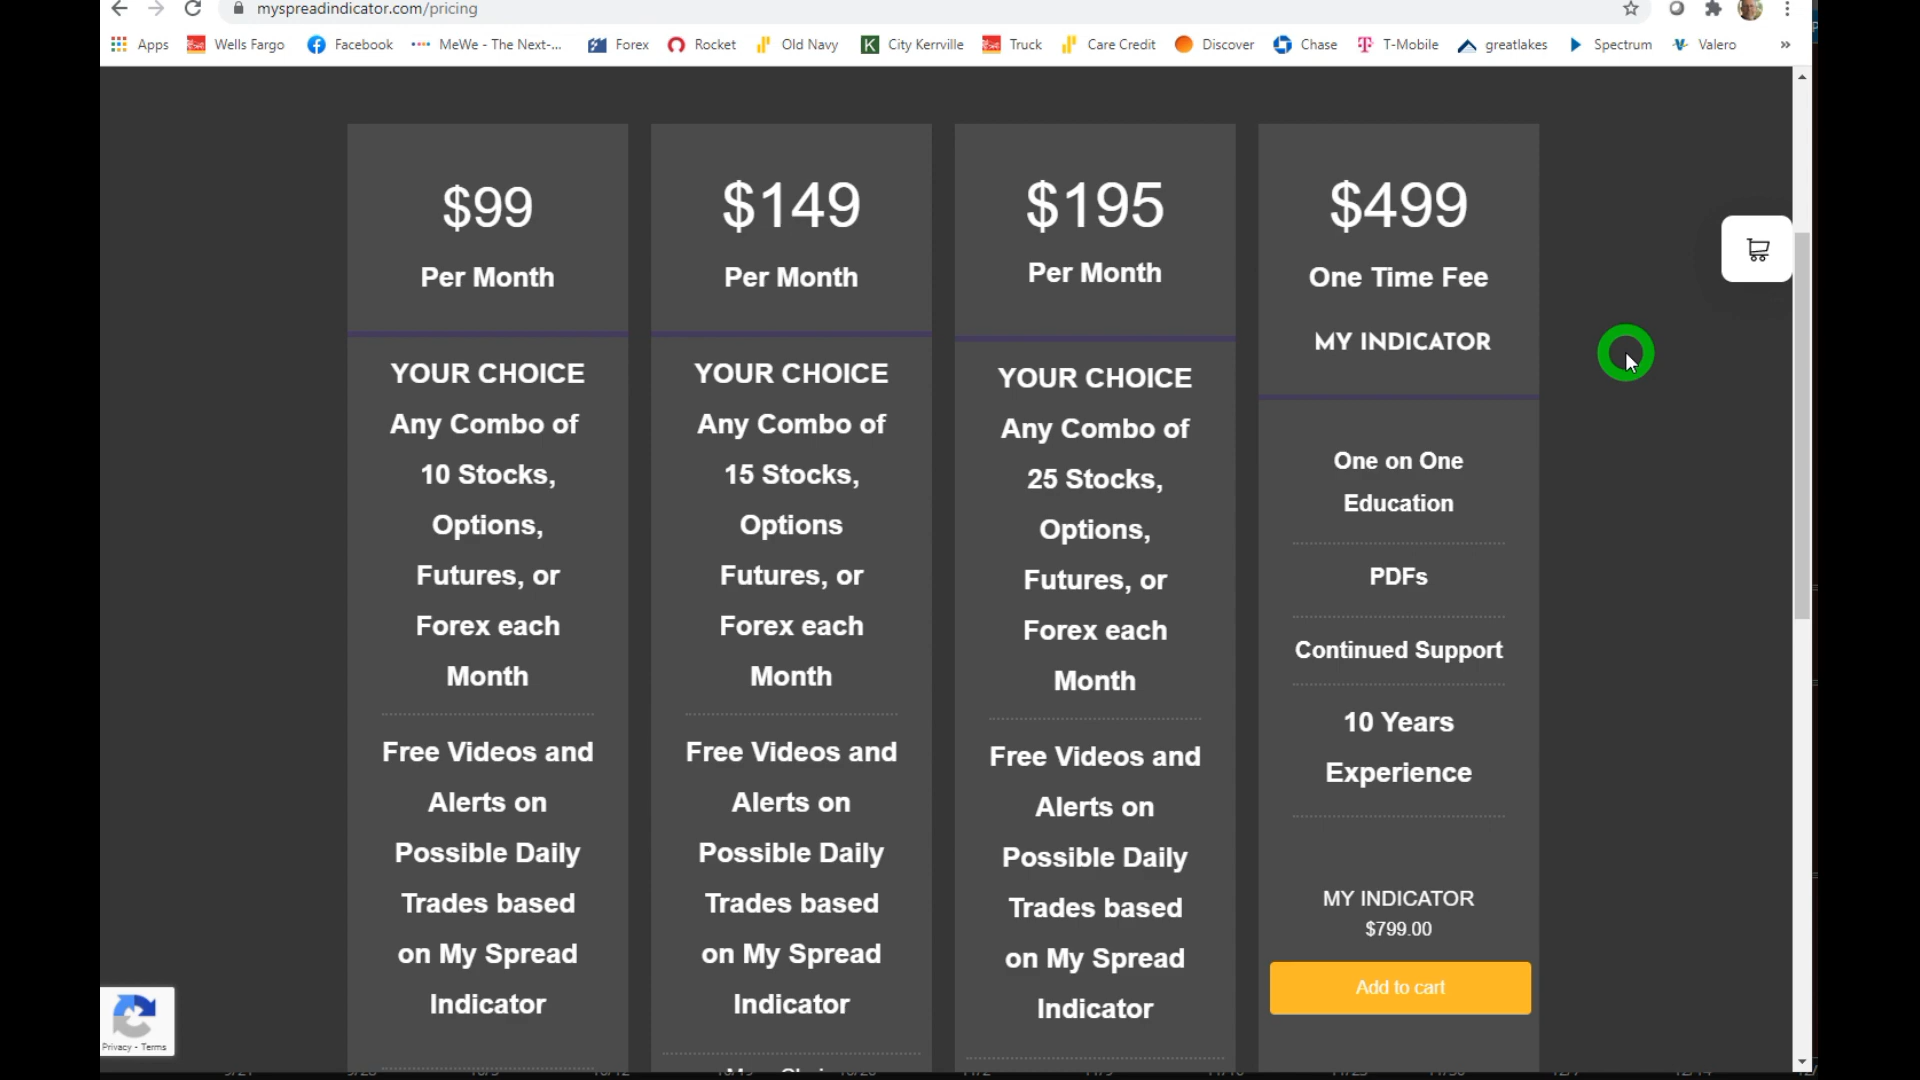 myspreadindicator.com/pricing
Apps Wells Fargo Facebook MeWe - The Next-... Forex Rocket Old Navy City Kerrville Truck Care Credit Discover Chase T-Mobile greatlakes Spectrum Valero »
$99
Per Month
YOUR CHOICE
Any Combo of
10 Stocks,
Options,
Futures, or
Forex each
Month
Free Videos and
Alerts on
Possible Daily
Trades based
on My Spread
Indicator
$149
Per Month
YOUR CHOICE
Any Combo of
15 Stocks,
Options
Futures, or
Forex each
Month
Free Videos and
Alerts on
Possible Daily
Trades based
on My Spread
Indicator
$195
Per Month
YOUR CHOICE
Any Combo of
25 Stocks,
Options,
Futures, or
Forex each
Month
Free Videos and
Alerts on
Possible Daily
Trades based
on My Spread
Indicator
$499
One Time Fee
MY INDICATOR
One on One
Education
PDFs
Continued Support
10 Years
Experience
MY INDICATOR
$799.00
Add to cart
Privacy - Terms